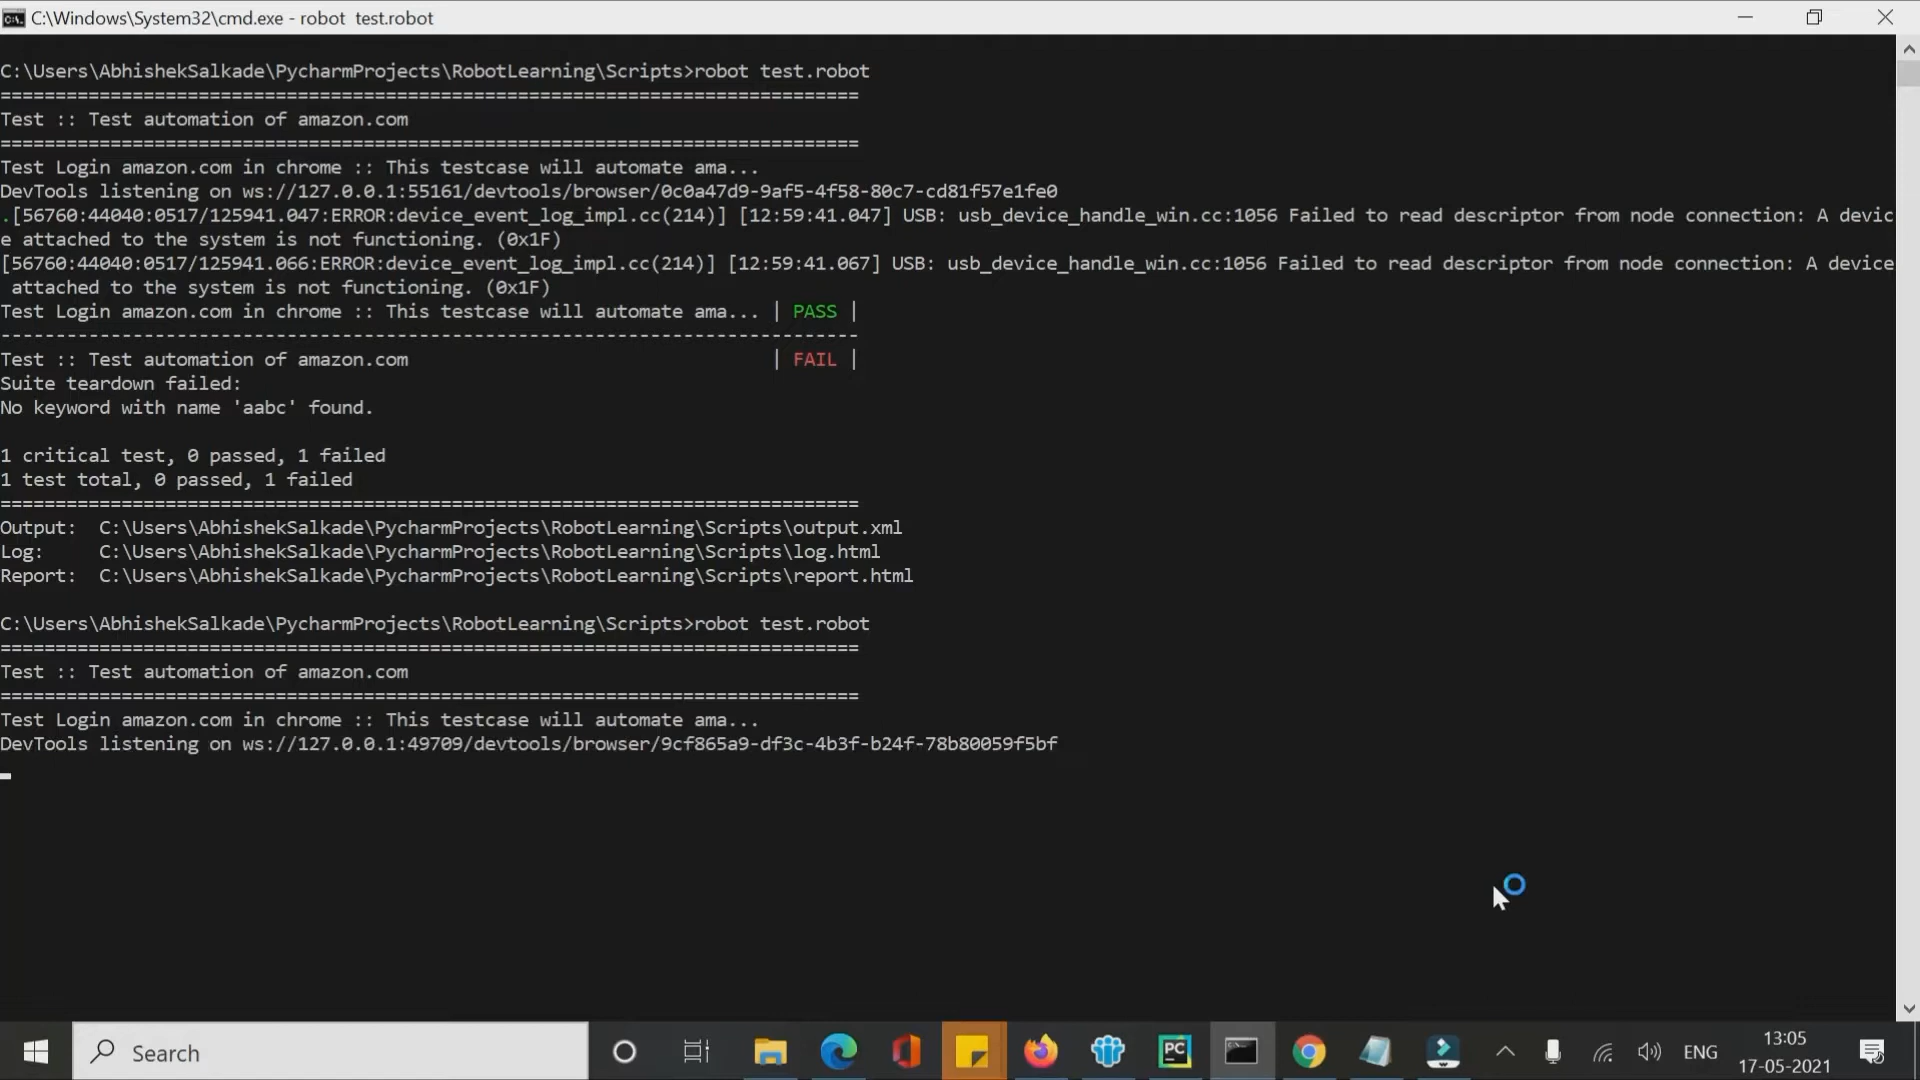 C:\Windows\System32\cmd.exe - robot  test.robot
C:\Users\AbhishekSalkade\PycharmProjects\RobotLearning\Scripts>robot test.robot
==============================================================================
Test :: Test automation of amazon.com
==============================================================================
Test Login amazon.com in chrome :: This testcase will automate ama...
DevTools listening on ws://127.0.0.1:55161/devtools/browser/0c0a47d9-9af5-4f58-80c7-cd81f57e1fe0
.[56760:44040:0517/125941.047:ERROR:device_event_log_impl.cc(214)] [12:59:41.047] USB: usb_device_handle_win.cc:1056 Failed to read descriptor from node connection: A devic
e attached to the system is not functioning. (0x1F)
[56760:44040:0517/125941.066:ERROR:device_event_log_impl.cc(214)] [12:59:41.067] USB: usb_device_handle_win.cc:1056 Failed to read descriptor from node connection: A device
 attached to the system is not functioning. (0x1F)
Test Login amazon.com in chrome :: This testcase will automate ama... | PASS |
------------------------------------------------------------------------------
Test :: Test automation of amazon.com                                 | FAIL |
Suite teardown failed:
No keyword with name 'aabc' found.
1 critical test, 0 passed, 1 failed
1 test total, 0 passed, 1 failed
==============================================================================
Output:  C:\Users\AbhishekSalkade\PycharmProjects\RobotLearning\Scripts\output.xml
Log:     C:\Users\AbhishekSalkade\PycharmProjects\RobotLearning\Scripts\log.html
Report:  C:\Users\AbhishekSalkade\PycharmProjects\RobotLearning\Scripts\report.html
C:\Users\AbhishekSalkade\PycharmProjects\RobotLearning\Scripts>robot test.robot
==============================================================================
Test :: Test automation of amazon.com
==============================================================================
Test Login amazon.com in chrome :: This testcase will automate ama...
DevTools listening on ws://127.0.0.1:49709/devtools/browser/9cf865a9-df3c-4b3f-b24f-78b80059f5bf
Search
PC
ENG
13:05
17-05-2021